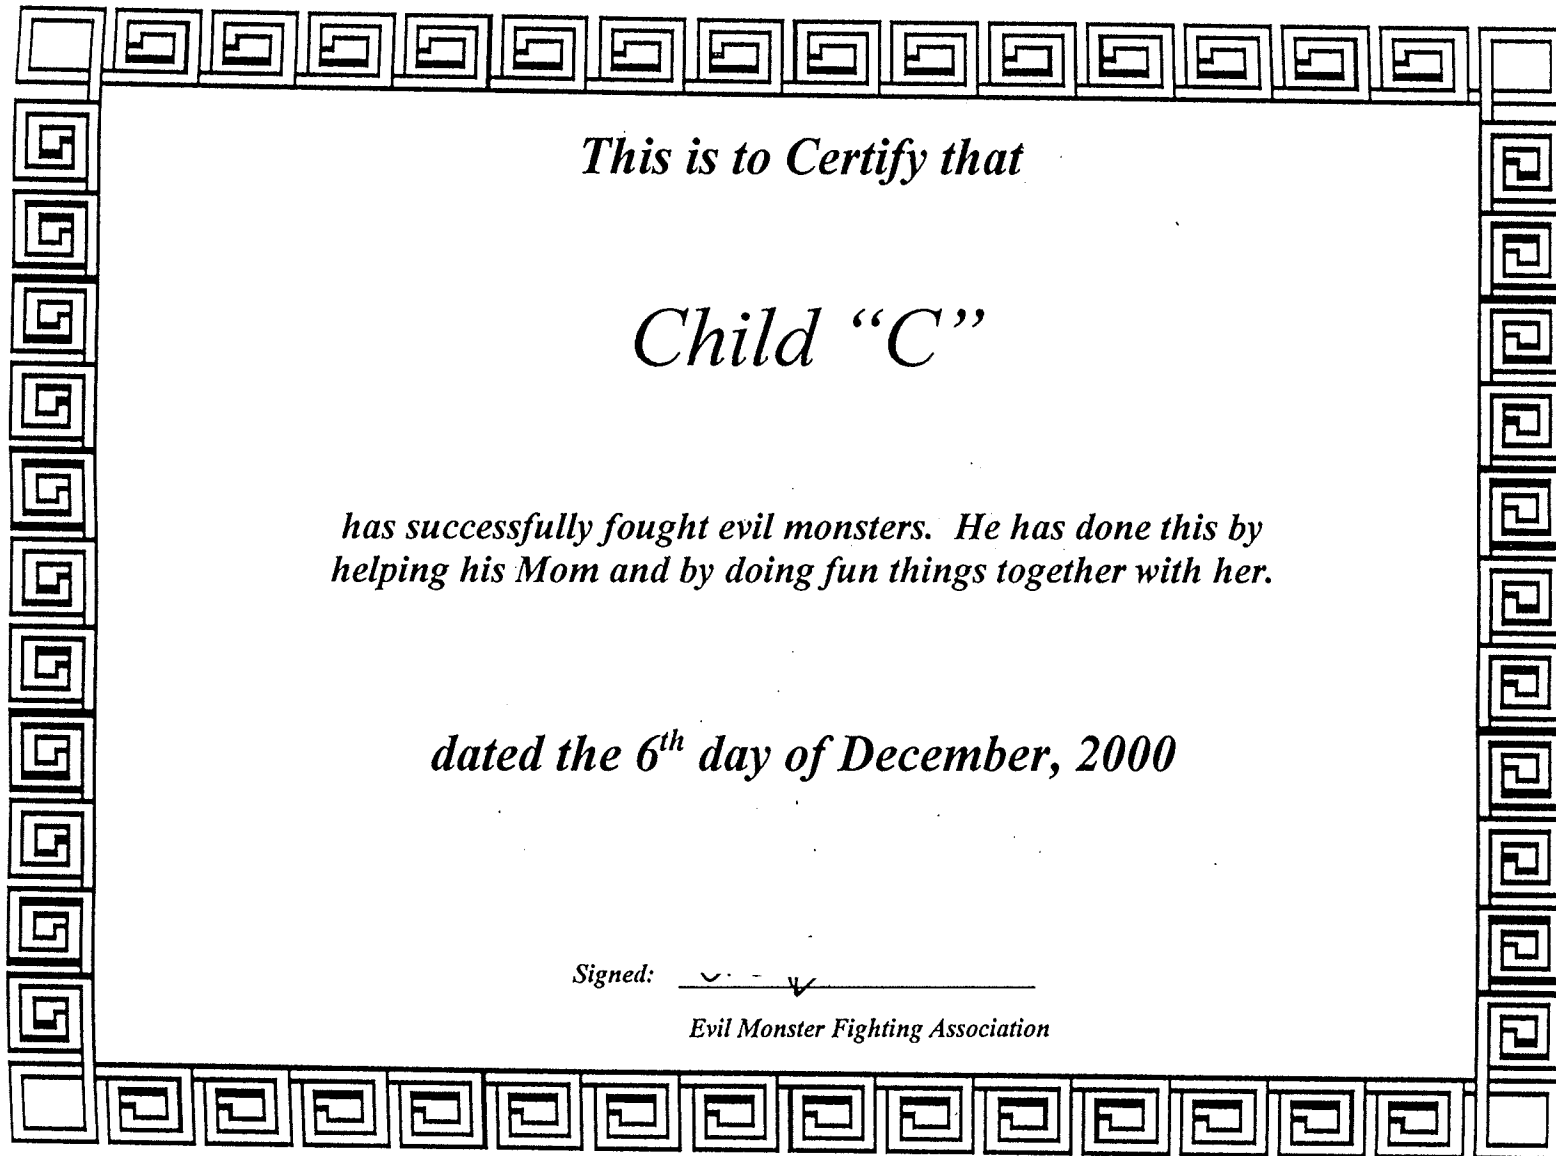 This is to Certify that
Child “C”
has successfully fought evil monsters.  He has done this by
helping his Mom and by doing fun things together with her.
dated the 6th day of December, 2000
Signed:
Evil Monster Fighting Association